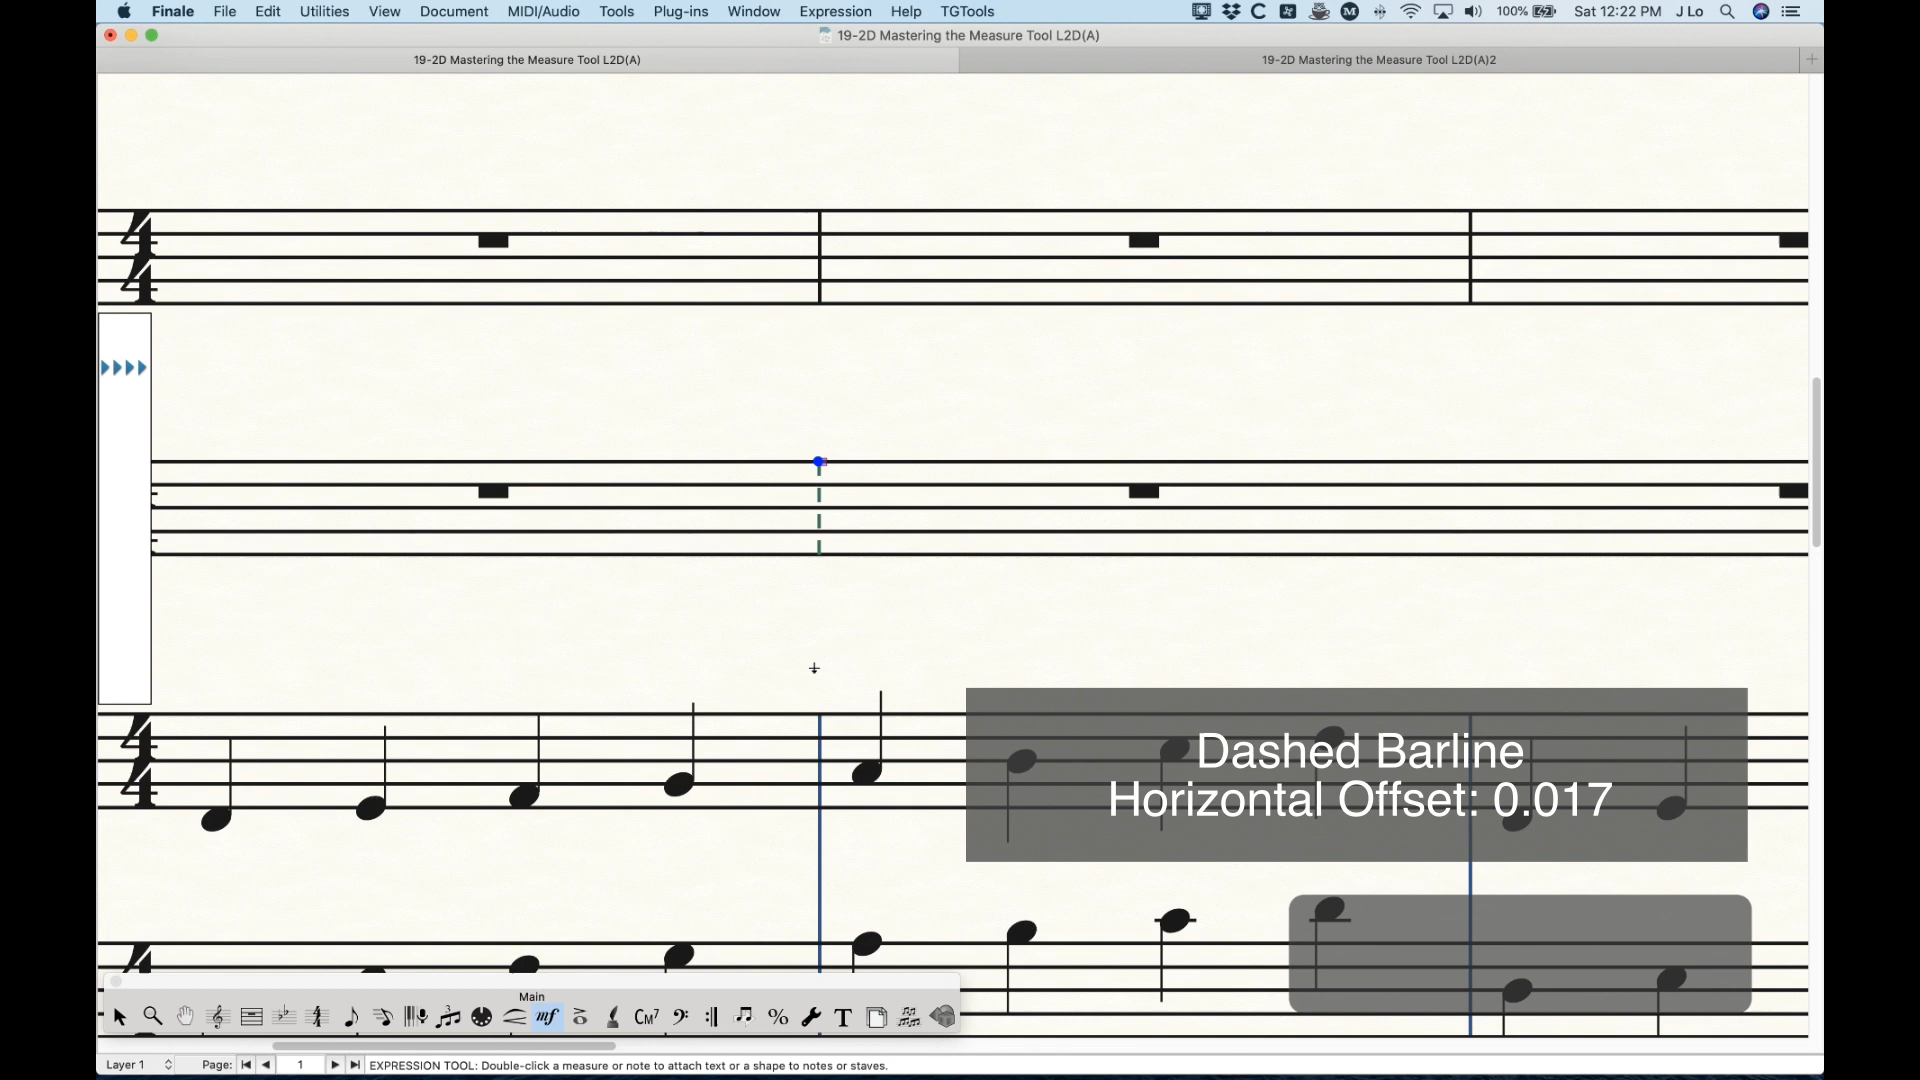 Finale File Edit Utilities View Document MIDI/Audio Tools Plug-ins Window Expression Help TGTools 100% Sat 12:22 PM J Lo
19-2D Mastering the Measure Tool L2D(A)
19-2D Mastering the Measure Tool L2D(A) 19-2D Mastering the Measure Tool L2D(A)2
Dashed Barline
Horizontal Offset: 0.017
Main
mf CM7 % T
Layer 1 Page: 1 EXPRESSION TOOL: Double-click a measure or note to attach text or a shape to notes or staves.